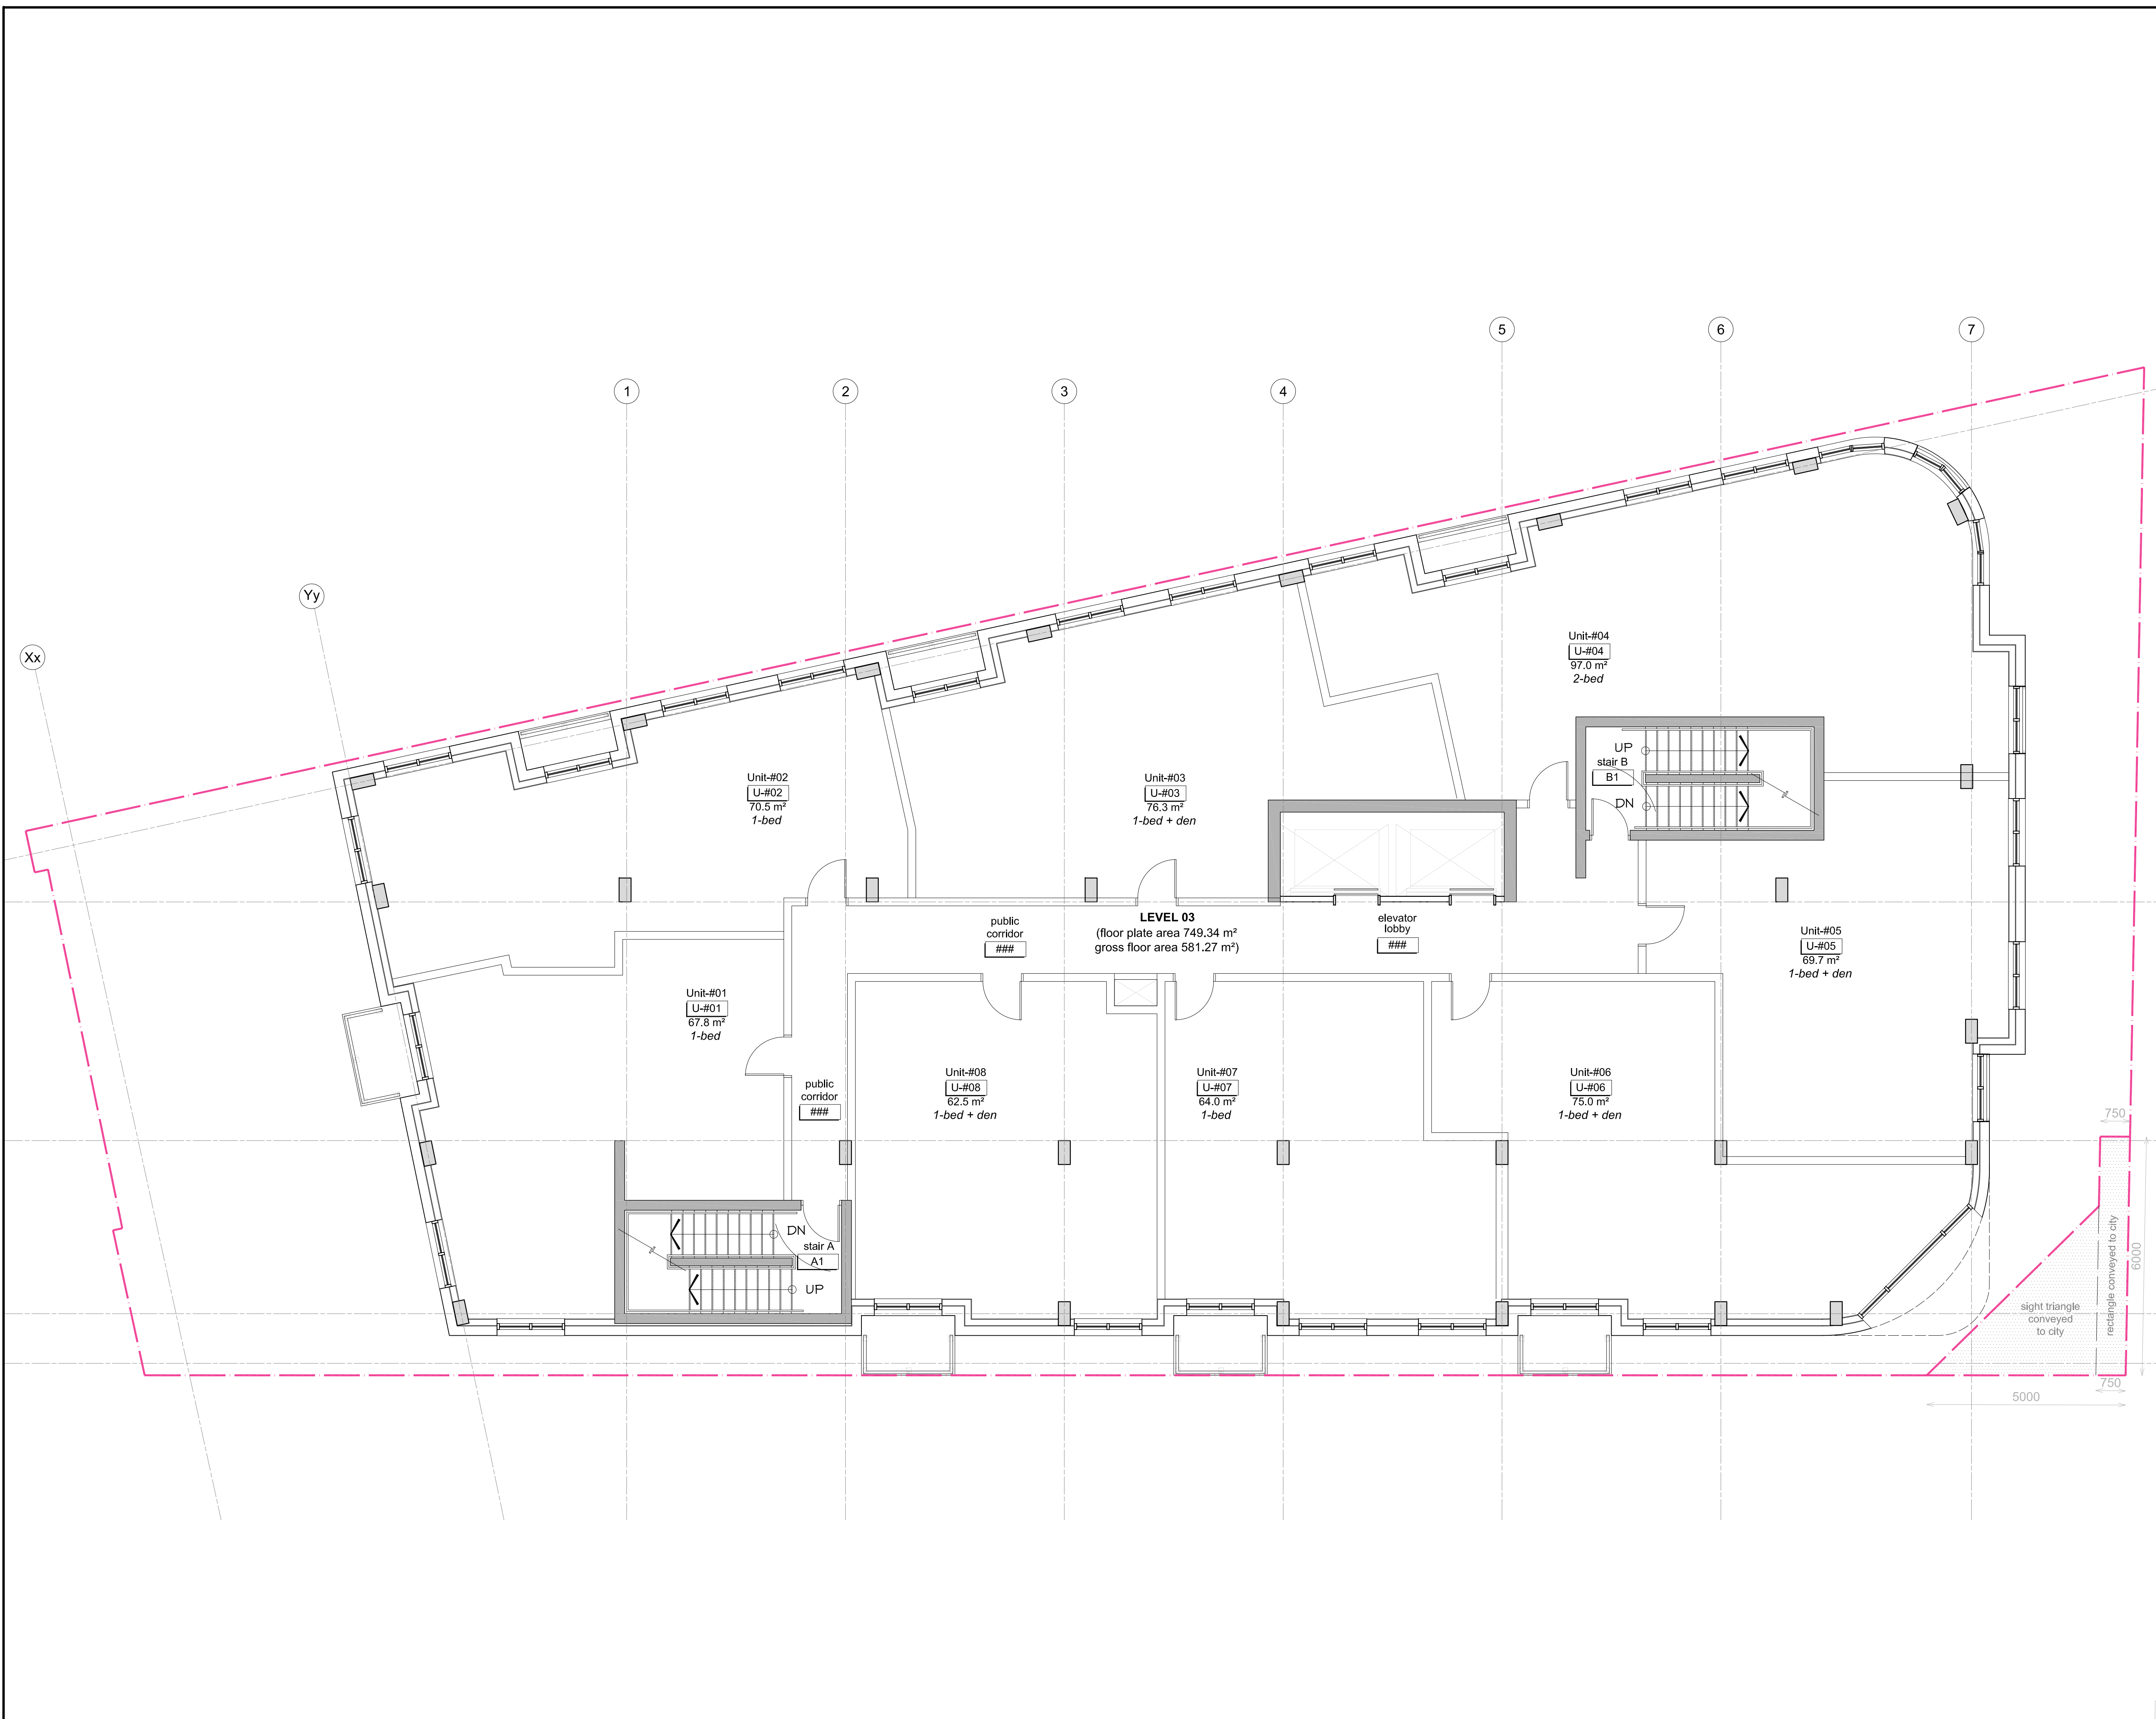 5
6
7
1
2
3
4
Yy
Xx
Unit-#04
U-#04
97.0 m²
2-bed
UP
stair B
B1
DN
Unit-#02
U-#02
70.5 m²
1-bed
Unit-#03
U-#03
76.3 m²
1-bed + den
public
corridor
###
LEVEL 03
(floor plate area 749.34 m²
gross floor area 581.27 m²)
elevator
lobby
###
Unit-#05
U-#05
69.7 m²
1-bed + den
Unit-#01
U-#01
67.8 m²
1-bed
public
corridor
###
Unit-#08
U-#08
62.5 m²
1-bed + den
Unit-#07
U-#07
64.0 m²
1-bed
Unit-#06
U-#06
75.0 m²
1-bed + den
750
6000
rectangle conveyed to city
DN
stair A
A1
UP
sight triangle
conveyed
to city
750
5000